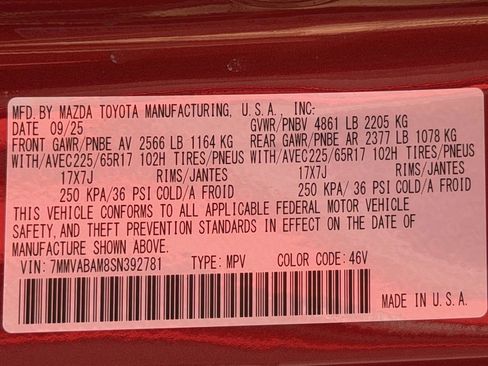 MFD. BY MAZDA TOYOTA MANUFACTURING, U.S.A., INC.
DATE 09/25 GVWR/PNBV 4861 LB 2205 KG
FRONT GAWR/PNBE AV 2566 LB 1164 KG REAR GAWR/PNBE AR 2377 LB 1078 KG
WITH/AVEC225/65R17 102H TIRES/PNEUS WITH/AVEC225/65R17 102H TIRES/PNEUS
17X7J RIMS/JANTES 17X7J RIMS/JANTES
250 KPA/36 PSI COLD/A FROID 250 KPA/36 PSI COLD/A FROID
THIS VEHICLE CONFORMS TO ALL APPLICABLE FEDERAL MOTOR VEHICLE
SAFETY, AND THEFT PREVENTION STANDARDS IN EFFECT ON THE DATE OF
MANUFACTURE SHOWN ABOVE.
VIN: 7MMVABAM8SN392781 TYPE: MPV COLOR CODE: 46V
MADE IN U.S.A.